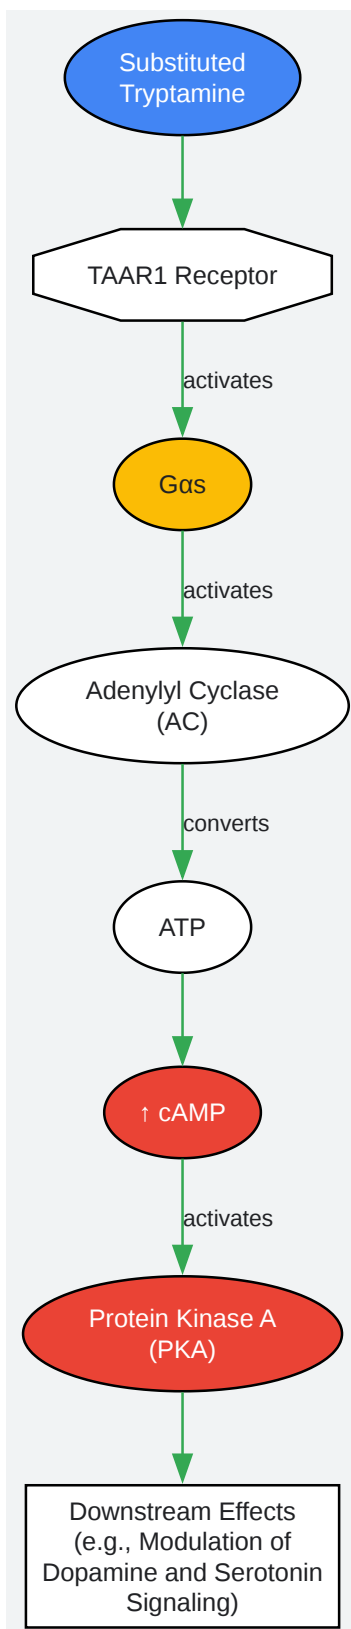 Substituted
Tryptamine
TAAR1 Receptor
activates
Gαs
activates
Adenylyl Cyclase
(AC)
converts
ATP
↑ cAMP
activates
Protein Kinase A
(PKA)
Downstream Effects
(e.g., Modulation of
Dopamine and Serotonin
Signaling)